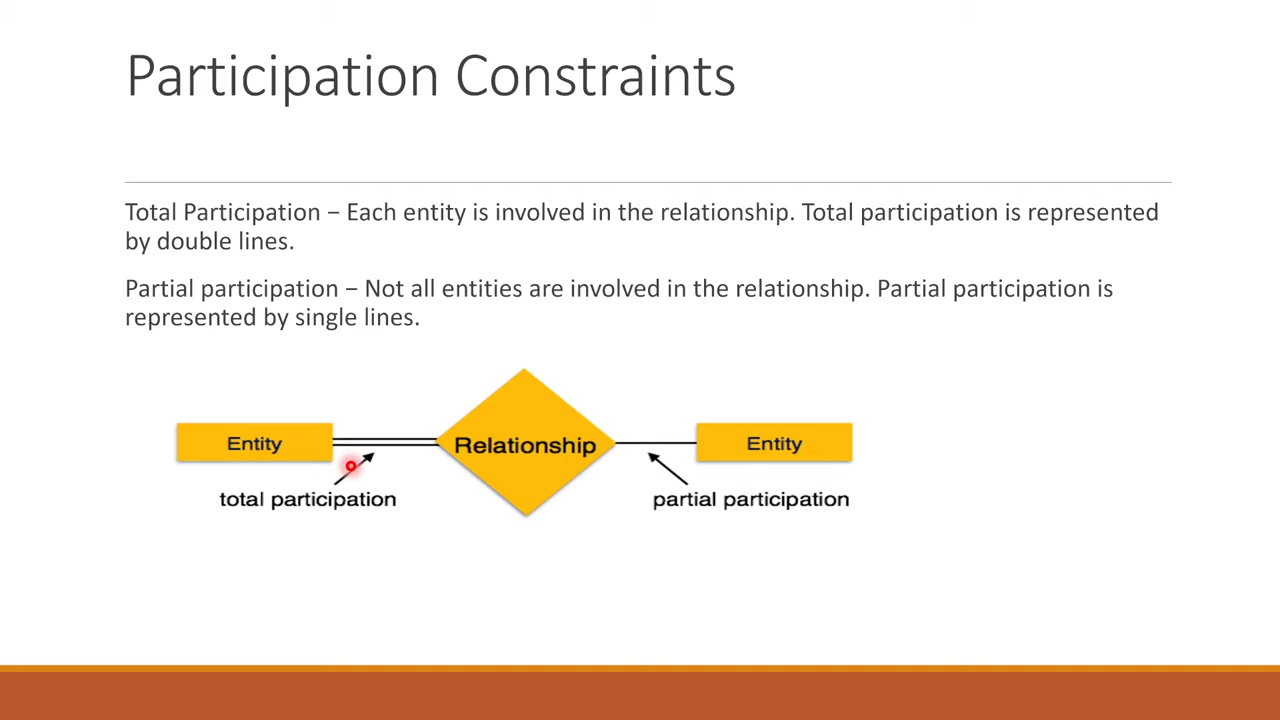 Participation Constraints
Total Participation − Each entity is involved in the relationship. Total participation is represented
by double lines.
Partial participation − Not all entities are involved in the relationship. Partial participation is
represented by single lines.
Entity
Relationship
Entity
total participation
partial participation